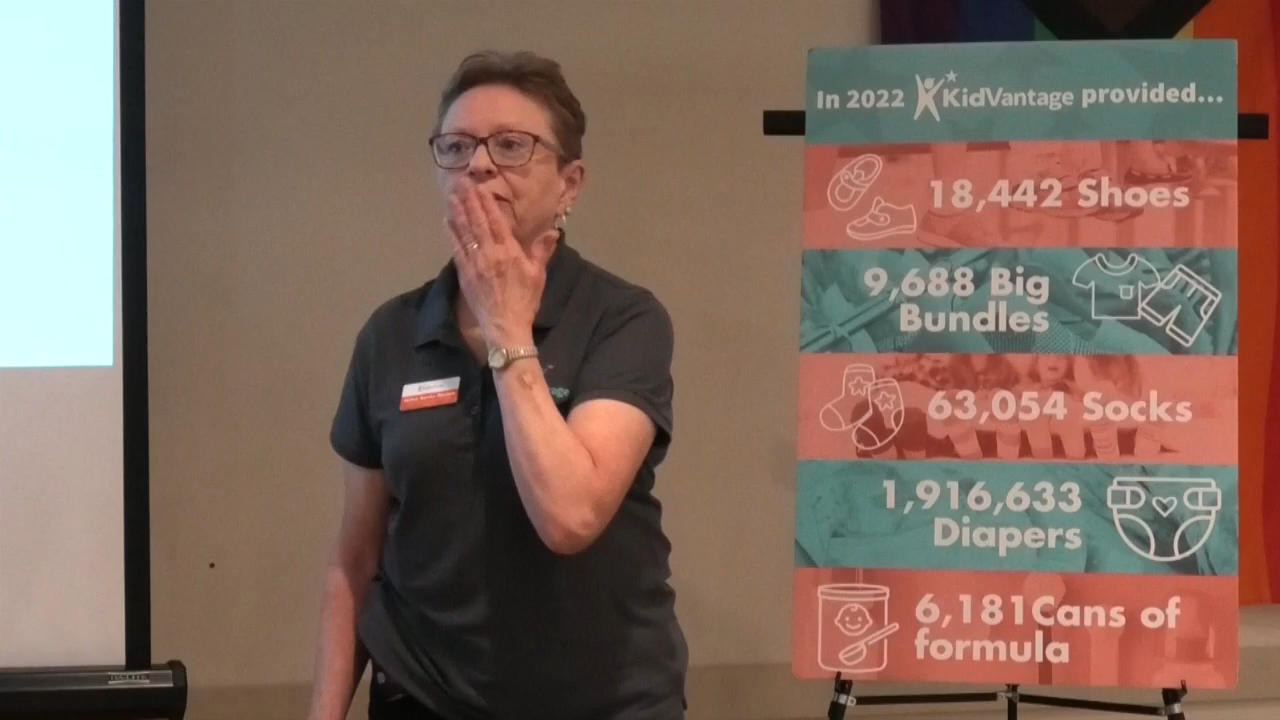 In 2022 KidVantage provided...
18,442 Shoes
9,688 Big
Bundles
63,054 Socks
1,916,633
Diapers
6,181Cans of
formula